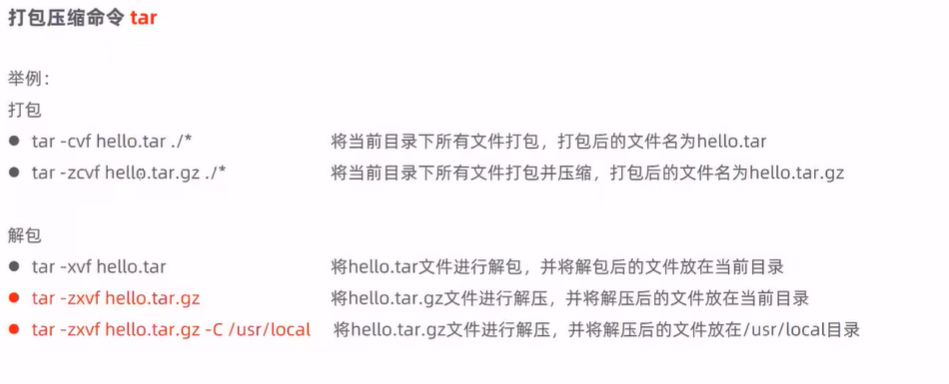 打包压缩命令 tar
举例：
打包
● tar -cvf hello.tar ./* 将当前目录下所有文件打包，打包后的文件名为hello.tar
● tar -zcvf hello.tar.gz ./* 将当前目录下所有文件打包并压缩，打包后的文件名为hello.tar.gz
解包
● tar -xvf hello.tar 将hello.tar文件进行解包，并将解包后的文件放在当前目录
● tar -zxvf hello.tar.gz 将hello.tar.gz文件进行解压，并将解压后的文件放在当前目录
● tar -zxvf hello.tar.gz -C /usr/local 将hello.tar.gz文件进行解压，并将解压后的文件放在/usr/local目录